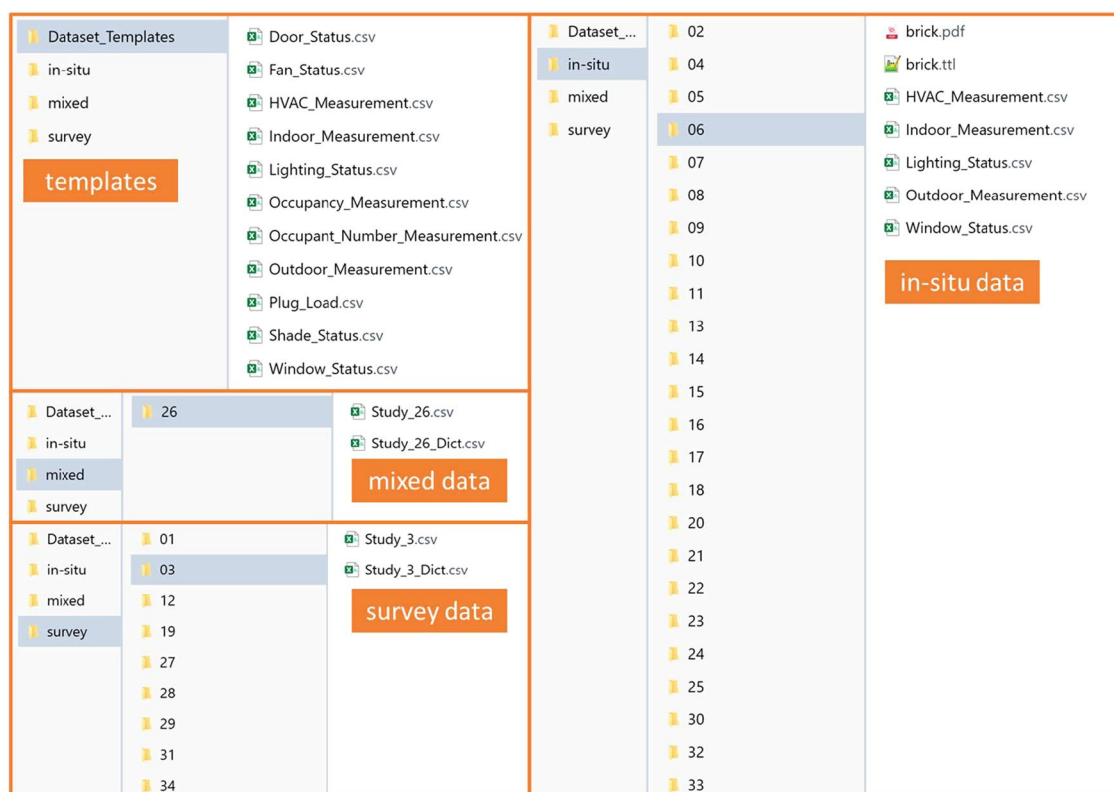 Dataset_Templates
in-situ
mixed
survey
templates
Door_Status.csv
Fan_Status.csv
HVAC_Measurement.csv
Indoor_Measurement.csv
Lighting_Status.csv
Occupancy_Measurement.csv
Occupant_Number_Measurement.csv
Outdoor_Measurement.csv
Plug_Load.csv
Shade_Status.csv
Window_Status.csv
Dataset_...
in-situ
mixed
survey
26
Study_26.csv
Study_26_Dict.csv
mixed data
Dataset_...
in-situ
mixed
survey
01
03
12
19
27
28
29
31
34
Study_3.csv
Study_3_Dict.csv
survey data
Dataset_...
in-situ
mixed
survey
02
04
05
06
07
08
09
10
11
13
14
15
16
17
18
20
21
22
23
24
25
30
32
33
brick.pdf
brick.ttl
HVAC_Measurement.csv
Indoor_Measurement.csv
Lighting_Status.csv
Outdoor_Measurement.csv
Window_Status.csv
in-situ data